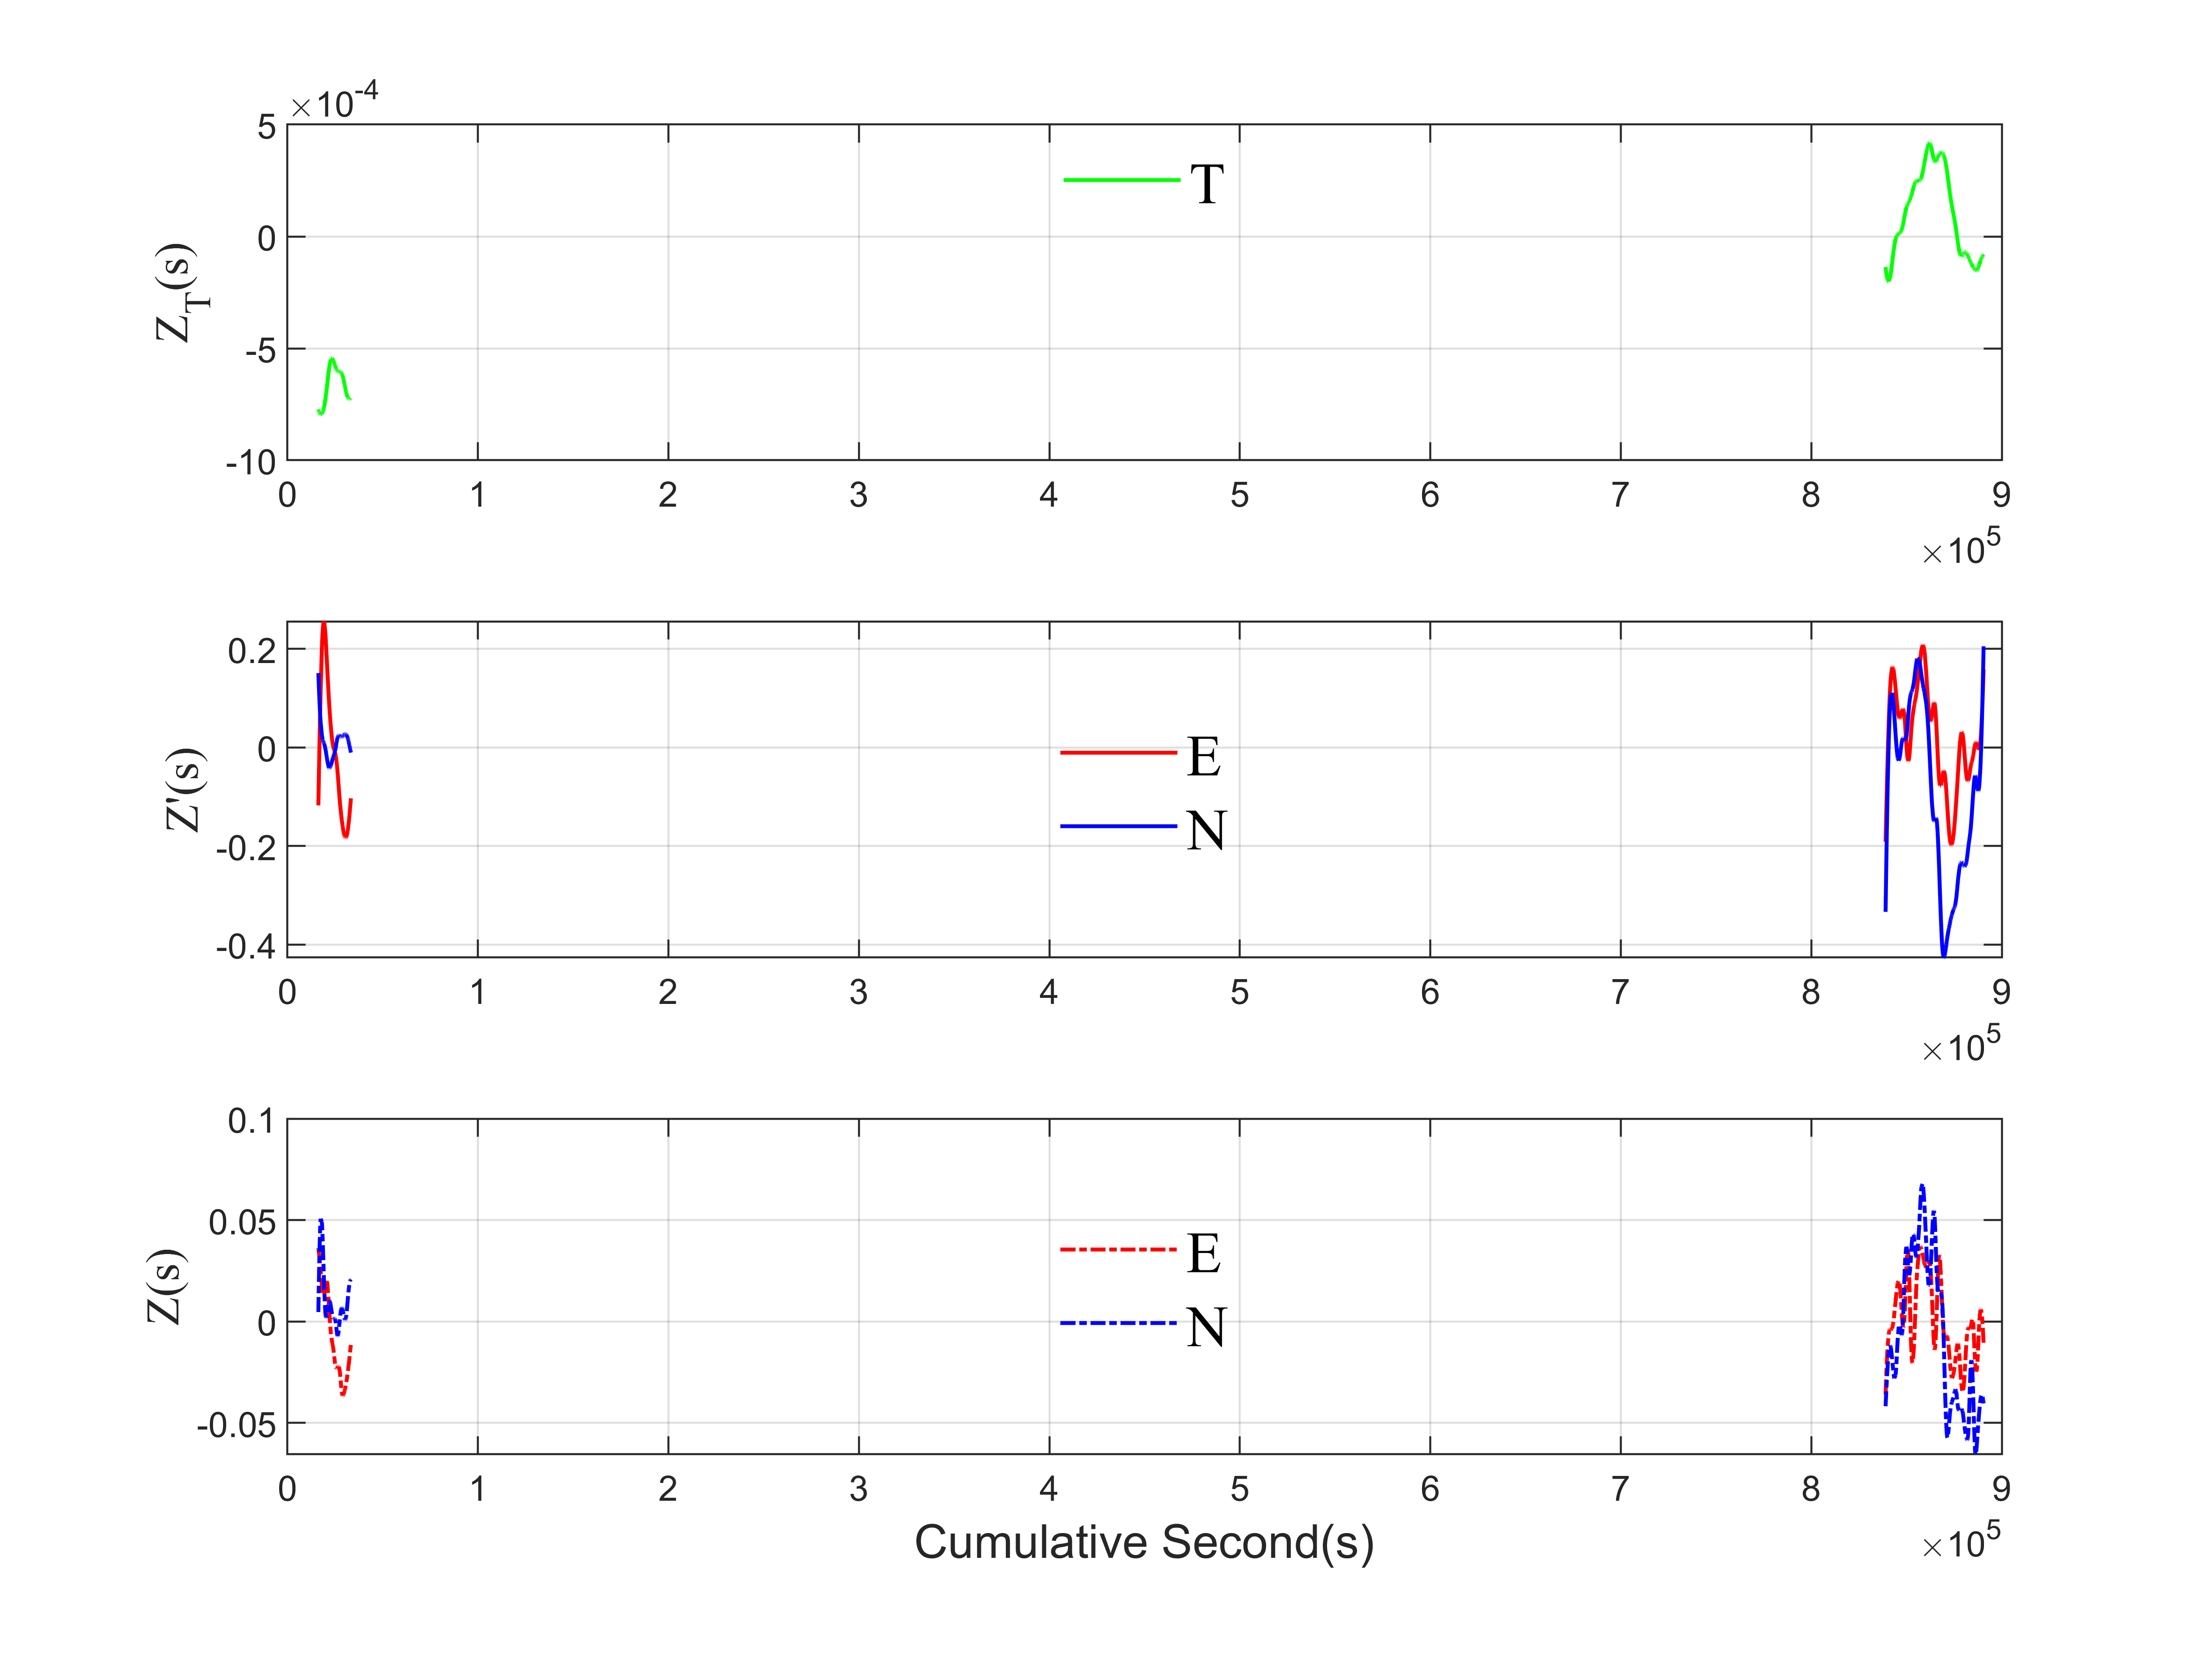 ×10-4
5
0
-5
-10
ZT(s)
T
0 1 2 3 4 5 6 7 8 9
×105
0.2
0
-0.2
-0.4
Z'(s)
E
N
0 1 2 3 4 5 6 7 8 9
×105
0.1
0.05
0
-0.05
Z(s)
E
N
0 1 2 3 4 5 6 7 8 9
Cumulative Second(s)
×105